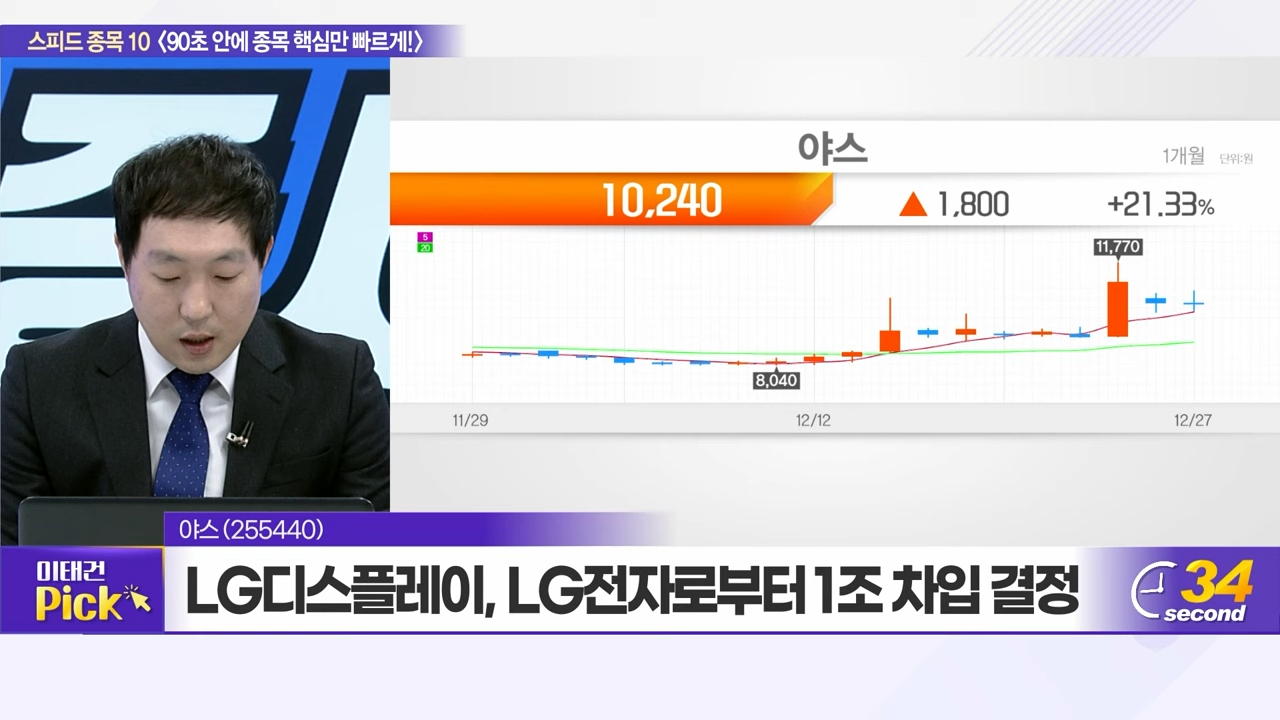 스피드 종목 10 〈90초 안에 종목 핵심만 빠르게!〉
야스
1개월 단위:원
10,240 ▲ 1,800 +21.33%
5
20
11,770
8,040
11/29 12/12 12/27
야스 (255440)
이태건
Pick
LG디스플레이, LG전자로부터 1조 차입 결정
34
second